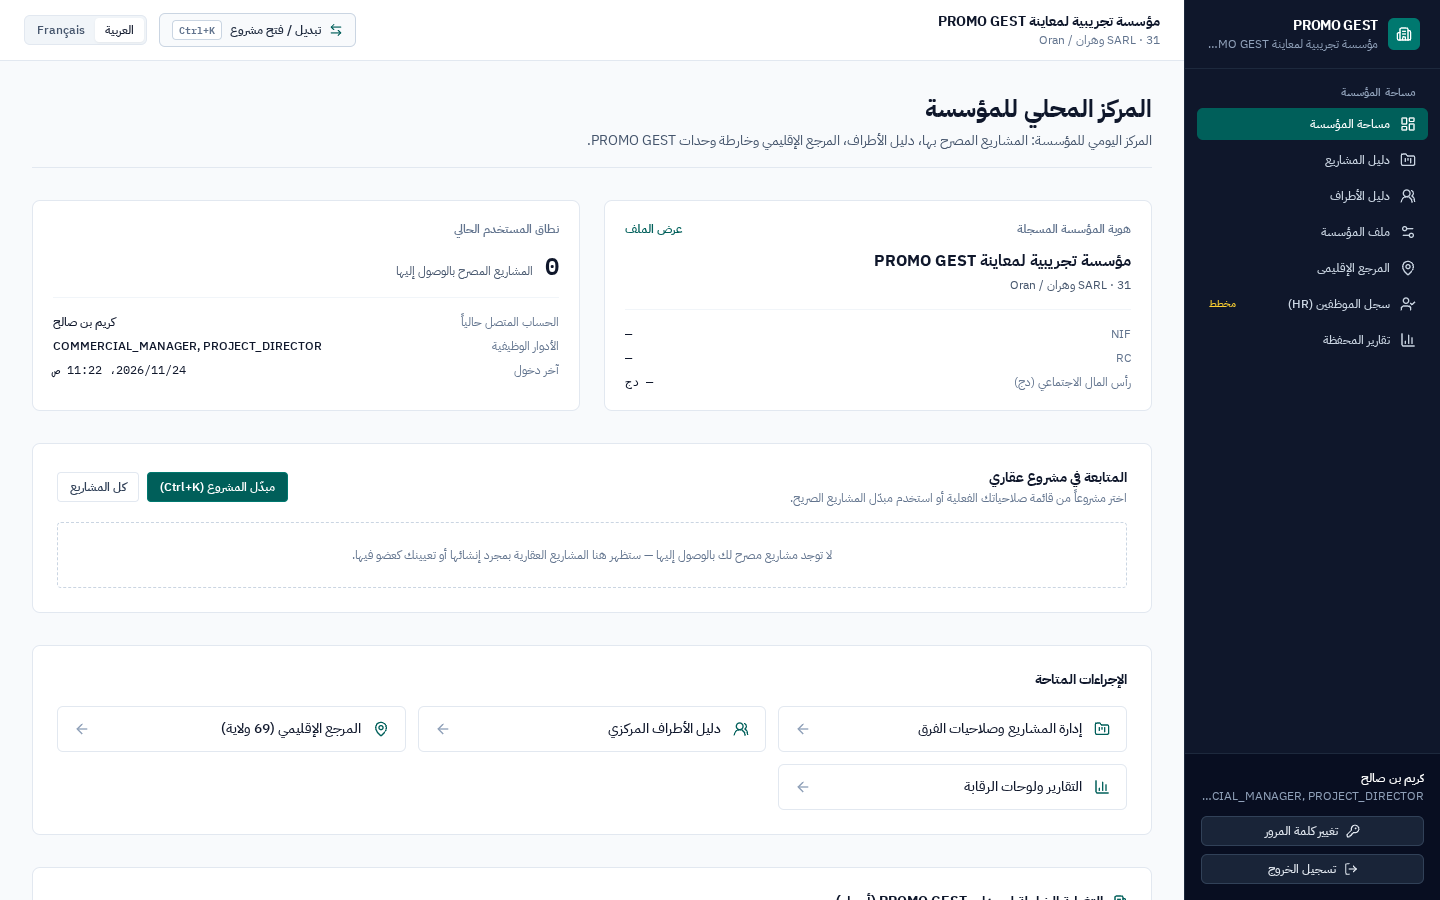 PROMO GEST
مؤسسة تجريبية لمعاينة PROMO GEST
31 · SARL وهران / Oran
تبديل / فتح مشروع Ctrl+K
العربية
Français
PROMO GEST
مؤسسة تجريبية لمعاينة MO GEST...
مساحة المؤسسة
مساحة المؤسسة
دليل المشاريع
دليل الأطراف
ملف المؤسسة
المرجع الإقليمي
سجل الموظفين (HR) مخطط
تقارير المحفظة
كريم بن صالح
...CIAL_MANAGER, PROJECT_DIRECTOR
تغيير كلمة المرور
تسجيل الخروج
المركز المحلي للمؤسسة
المركز اليومي للمؤسسة: المشاريع المصرح بها، دليل الأطراف، المرجع الإقليمي وخارطة وحدات PROMO GEST.
هوية المؤسسة المسجلة
عرض الملف
مؤسسة تجريبية لمعاينة PROMO GEST
31 · SARL وهران / Oran
NIF —
RC —
رأس المال الاجتماعي (دج) — دج
نطاق المستخدم الحالي
0 المشاريع المصرح بالوصول إليها
الحساب المتصل حالياً كريم بن صالح
الأدوار الوظيفية COMMERCIAL_MANAGER, PROJECT_DIRECTOR
آخر دخول 2026/11/24، 11:22 ص
المتابعة في مشروع عقاري
اختر مشروعاً من قائمة صلاحياتك الفعلية أو استخدم مبدّل المشاريع الصريح.
مبدّل المشروع (Ctrl+K)
كل المشاريع
لا توجد مشاريع مصرح لك بالوصول إليها — ستظهر هنا المشاريع العقارية بمجرد إنشائها أو تعيينك كعضو فيها.
الإجراءات المتاحة
إدارة المشاريع وصلاحيات الفرق
دليل الأطراف المركزي
المرجع الإقليمي (69 ولاية)
التقارير ولوحات الرقابة